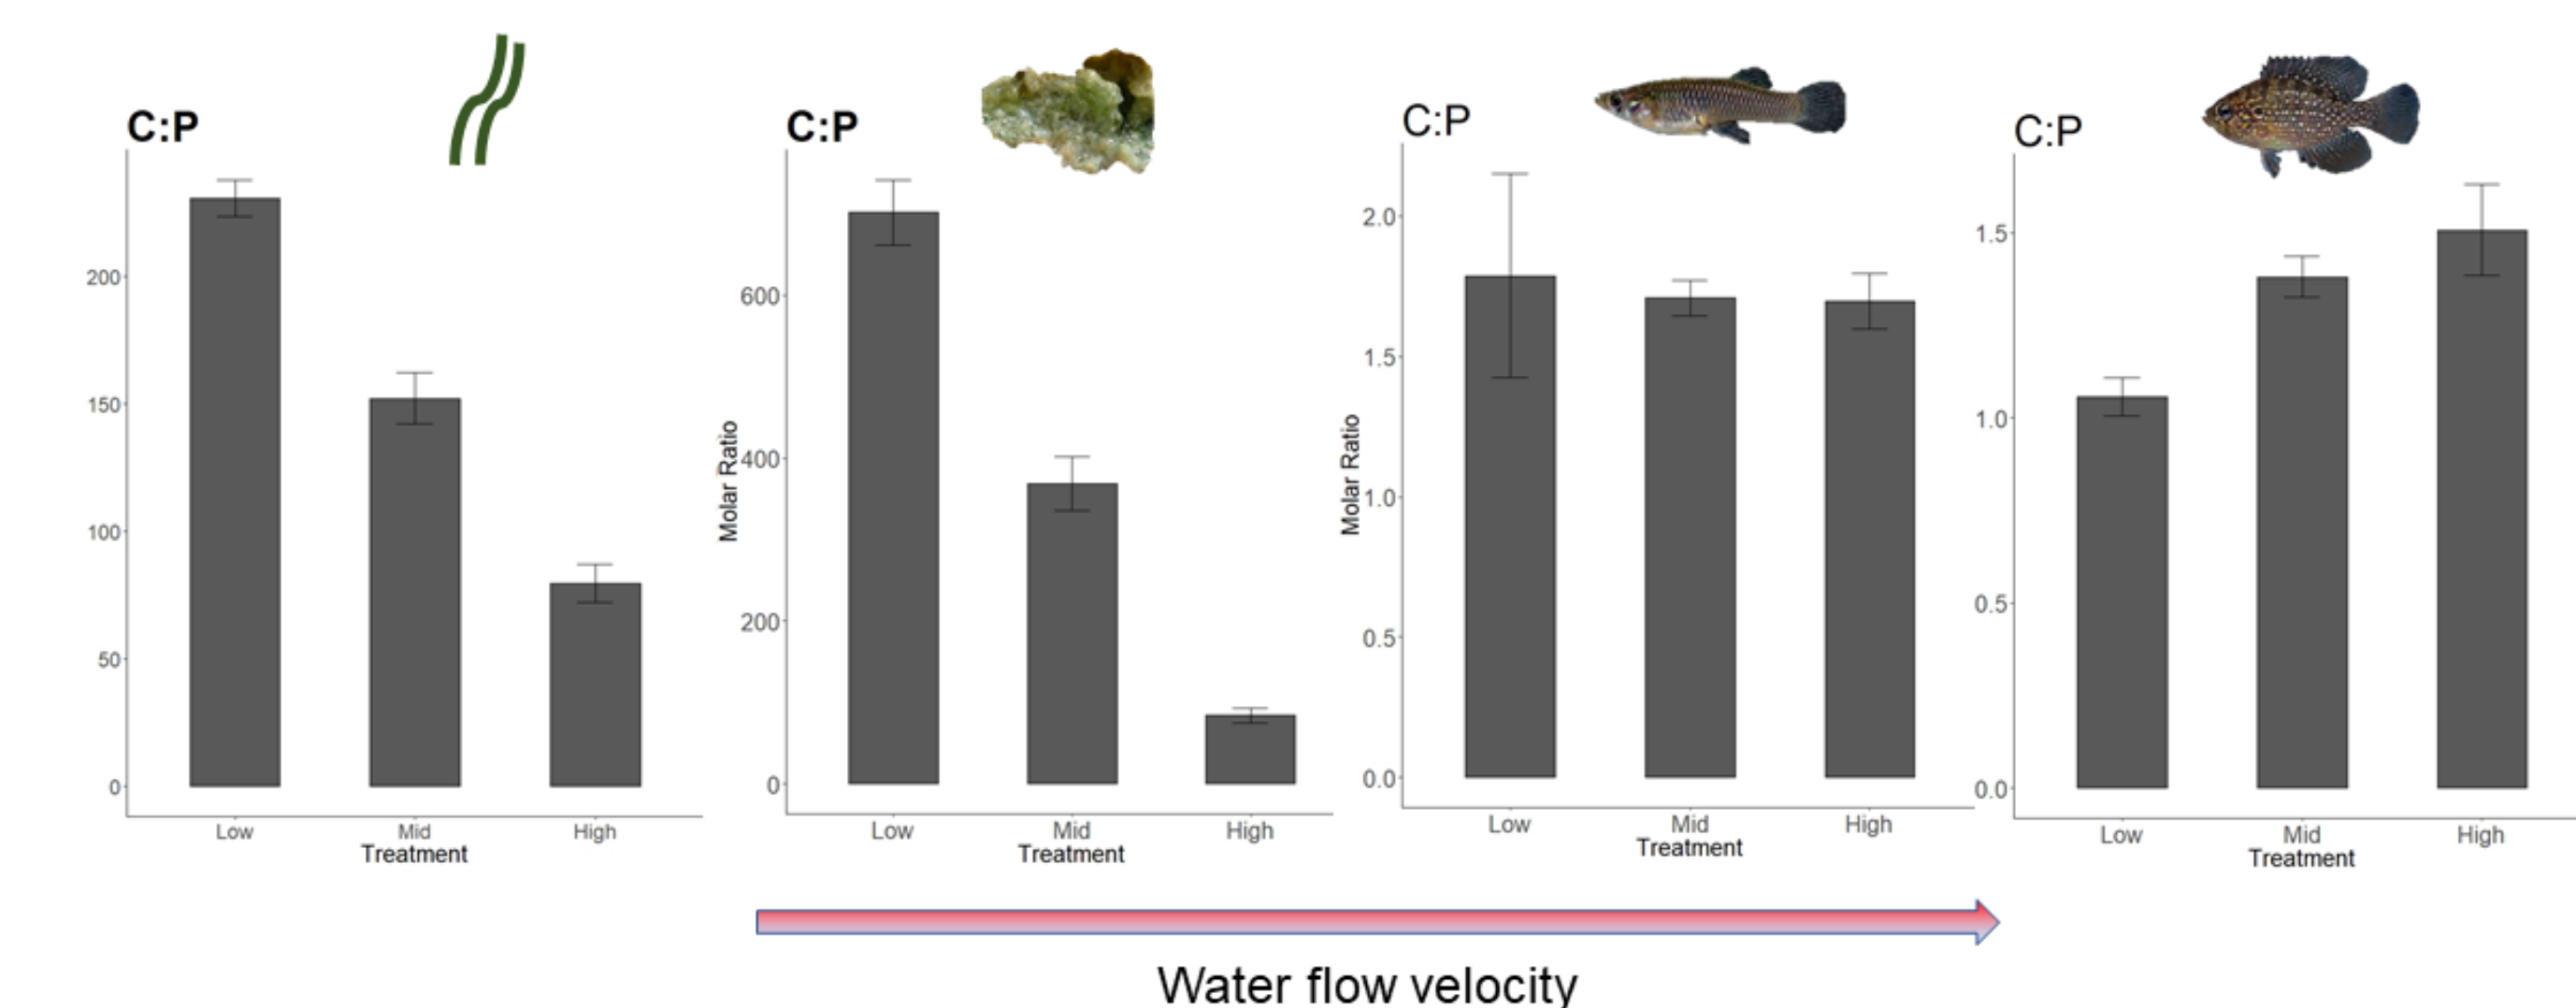 C:P
200
150
100
50
0
Low Mid High
Treatment
C:P
Molar Ratio
600
400
200
0
Low Mid High
Treatment
C:P
Molar Ratio
2.0
1.5
1.0
0.5
0.0
Low Mid High
Treatment
C:P
1.5
1.0
0.5
0.0
Low Mid High
Treatment
Water flow velocity